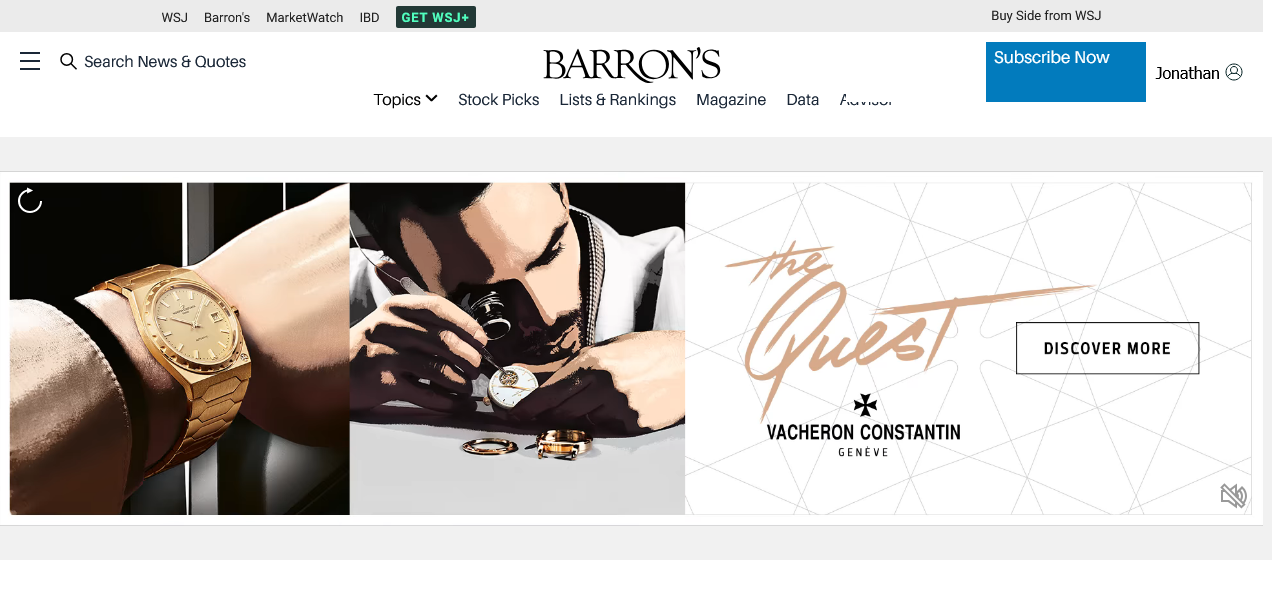 WSJ Barron's MarketWatch IBD GET WSJ+ Buy Side from WSJ
Search News & Quotes BARRON'S Subscribe Now Jonathan
Topics Stock Picks Lists & Rankings Magazine Data Advisor
the
Quest
DISCOVER MORE
VACHERON CONSTANTIN
GENÈVE